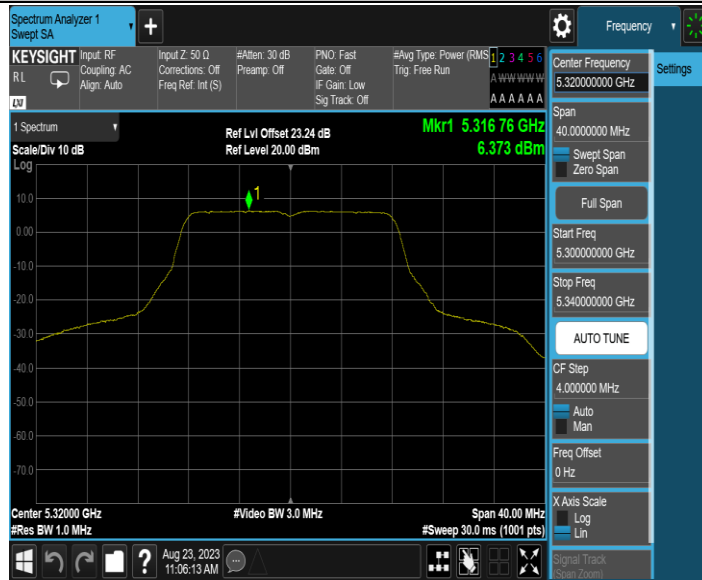 Spectrum Analyzer 1
Swept SA
+
Frequency
KEYSIGHT
RL
LXI
Input: RF
Coupling: AC
Align: Auto
Input Z: 50 Ω
Corrections: Off
Freq Ref: Int (S)
#Atten: 30 dB
Preamp: Off
PNO: Fast
Gate: Off
IF Gain: Low
Sig Track: Off
#Avg Type: Power (RMS
Trig: Free Run
1 2 3 4 5 6
A W W W W W
A A A A A A
1 Spectrum
Scale/Div 10 dB
Log
Ref Lvl Offset 23.24 dB
Ref Level 20.00 dBm
Mkr1 5.316 76 GHz
6.373 dBm
1
10.0
0.00
-10.0
-20.0
-30.0
-40.0
-50.0
-60.0
-70.0
Center 5.32000 GHz
#Res BW 1.0 MHz
#Video BW 3.0 MHz
Span 40.00 MHz
#Sweep 30.0 ms (1001 pts)
?
Aug 23, 2023
11:06:13 AM
Center Frequency
5.320000000 GHz
Settings
Span
40.0000000 MHz
Swept Span
Zero Span
Full Span
Start Freq
5.300000000 GHz
Stop Freq
5.340000000 GHz
AUTO TUNE
CF Step
4.000000 MHz
Auto
Man
Freq Offset
0 Hz
X Axis Scale
Log
Lin
Signal Track
(Span Zoom)